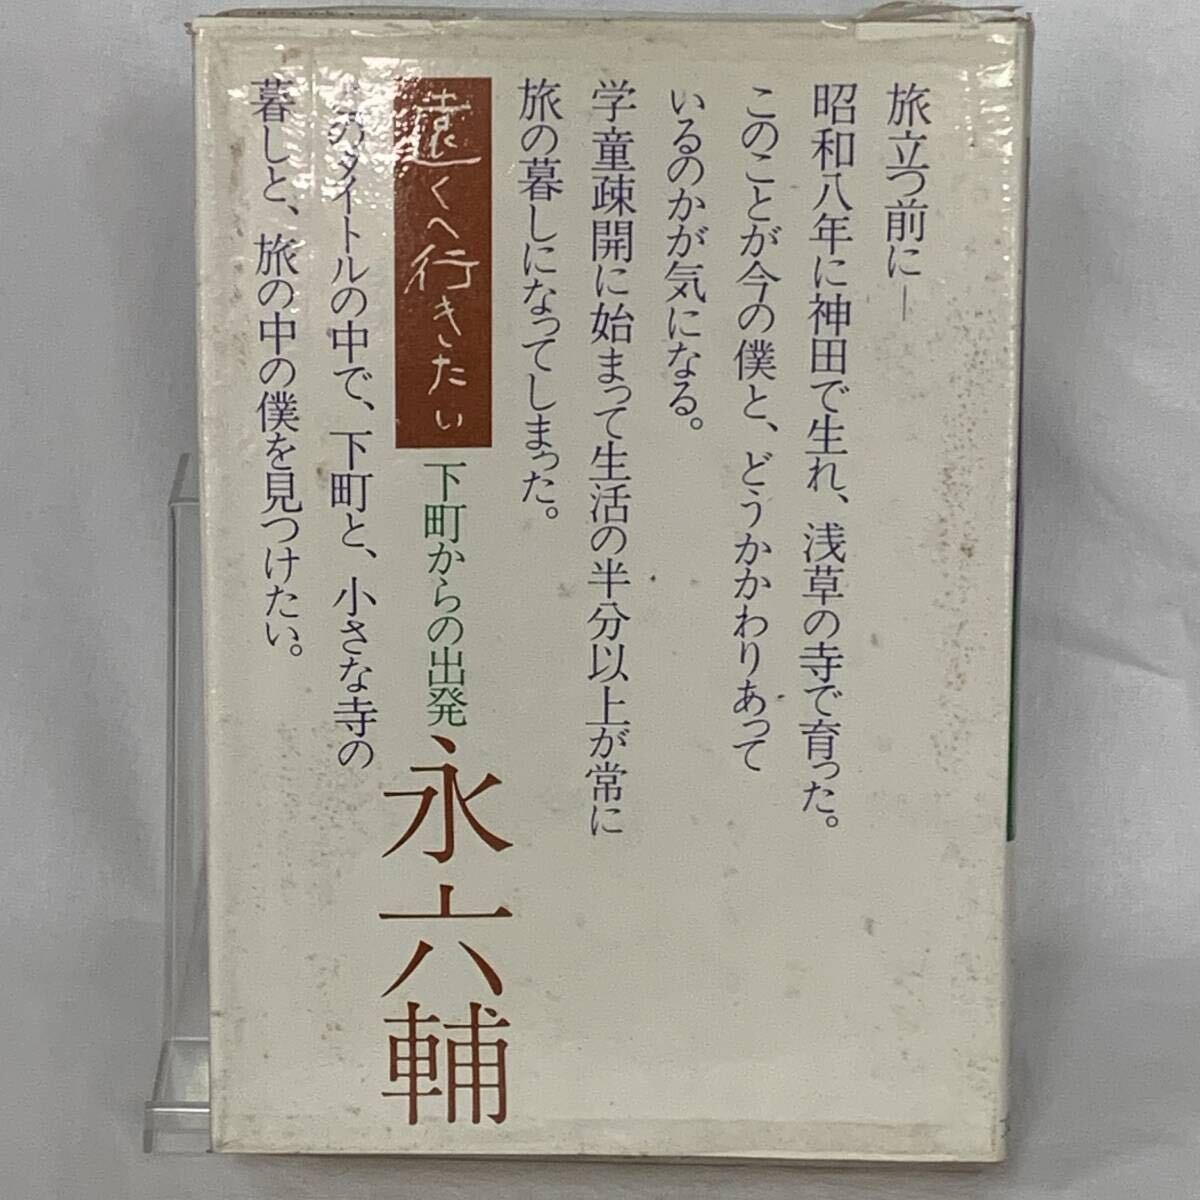 旅立つ前に―
昭和八年に神田で生れ、浅草の寺で育った。
このことが今の僕と、どうかかわりあって
いるのかが気になる。
学童疎開に始まって生活の半分以上が常に
旅の暮しになってしまった。
遠くへ行きたい
下町からの出発
永六輔
このタイトルの中で、下町と、小さな寺の
暮しと、旅の中の僕を見つけたい。